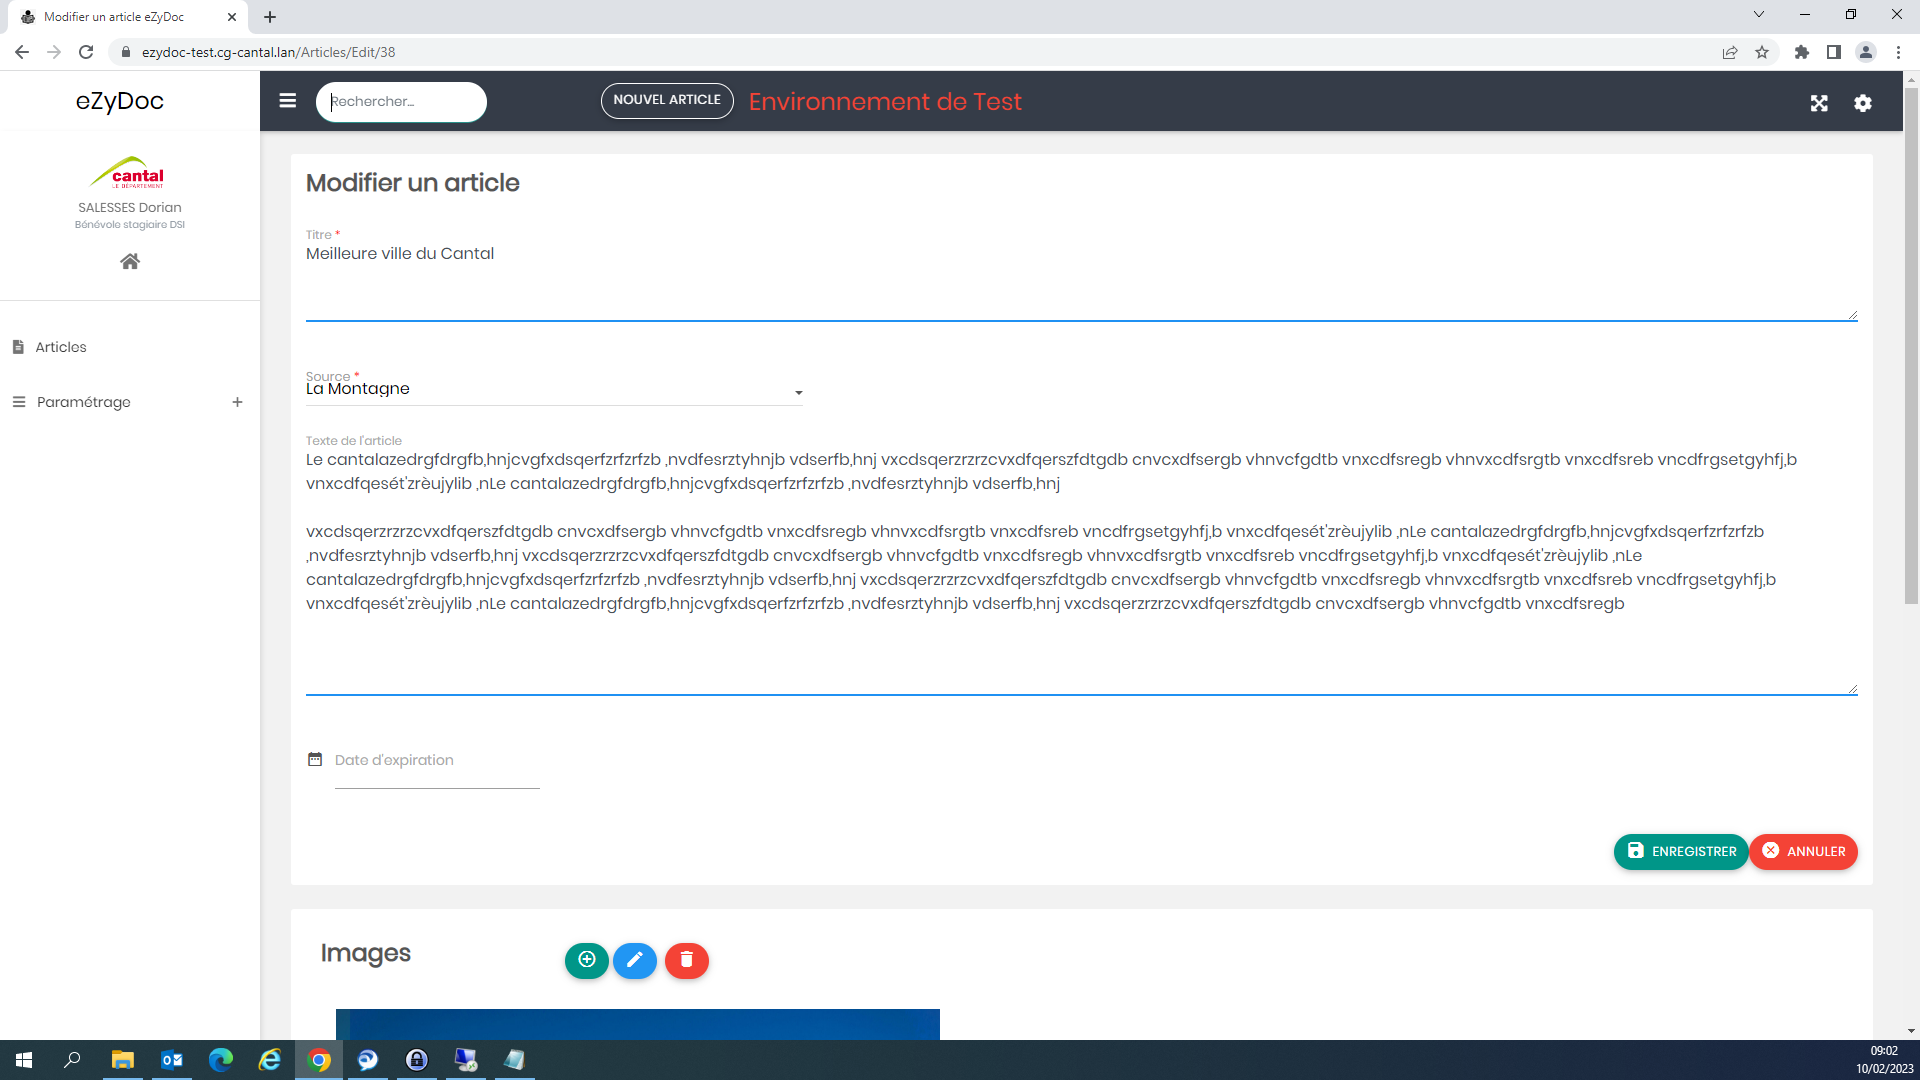 Modifier un article eZyDoc
ezydoc-test.cg-cantal.lan/Articles/Edit/38
eZyDoc
Rechercher...
NOUVEL ARTICLE
Environnement de Test
cantal
LE DÉPARTEMENT
SALESSES Dorian
Bénévole stagiaire DSI
Articles
Paramétrage
Modifier un article
Titre *
Meilleure ville du Cantal
Source *
La Montagne
Texte de l'article
Le cantalazedrgfdrgfb,hnjcvgfxdsqerfzrfzrfzb ,nvdfesrztyhnjb vdserfb,hnj vxcdsqerzrzrzcvxdfqerszfdtgdb cnvcxdfsergb vhnvcfgdtb vnxcdfsregb vhnvxcdfsrgtb vnxcdfsreb vncdfrgsetgyhfj,b
vnxcdfqesét'zrèujylib ,nLe cantalazedrgfdrgfb,hnjcvgfxdsqerfzrfzrfzb ,nvdfesrztyhnjb vdserfb,hnj
vxcdsqerzrzrzcvxdfqerszfdtgdb cnvcxdfsergb vhnvcfgdtb vnxcdfsregb vhnvxcdfsrgtb vnxcdfsreb vncdfrgsetgyhfj,b vnxcdfqesét'zrèujylib ,nLe cantalazedrgfdrgfb,hnjcvgfxdsqerfzrfzrfzb
,nvdfesrztyhnjb vdserfb,hnj vxcdsqerzrzrzcvxdfqerszfdtgdb cnvcxdfsergb vhnvcfgdtb vnxcdfsregb vhnvxcdfsrgtb vnxcdfsreb vncdfrgsetgyhfj,b vnxcdfqesét'zrèujylib ,nLe
cantalazedrgfdrgfb,hnjcvgfxdsqerfzrfzrfzb ,nvdfesrztyhnjb vdserfb,hnj vxcdsqerzrzrzcvxdfqerszfdtgdb cnvcxdfsergb vhnvcfgdtb vnxcdfsregb vhnvxcdfsrgtb vnxcdfsreb vncdfrgsetgyhfj,b
vnxcdfqesét'zrèujylib ,nLe cantalazedrgfdrgfb,hnjcvgfxdsqerfzrfzrfzb ,nvdfesrztyhnjb vdserfb,hnj vxcdsqerzrzrzcvxdfqerszfdtgdb cnvcxdfsergb vhnvcfgdtb vnxcdfsregb
Date d'expiration
ENREGISTRER
ANNULER
Images
09:02
10/02/2023